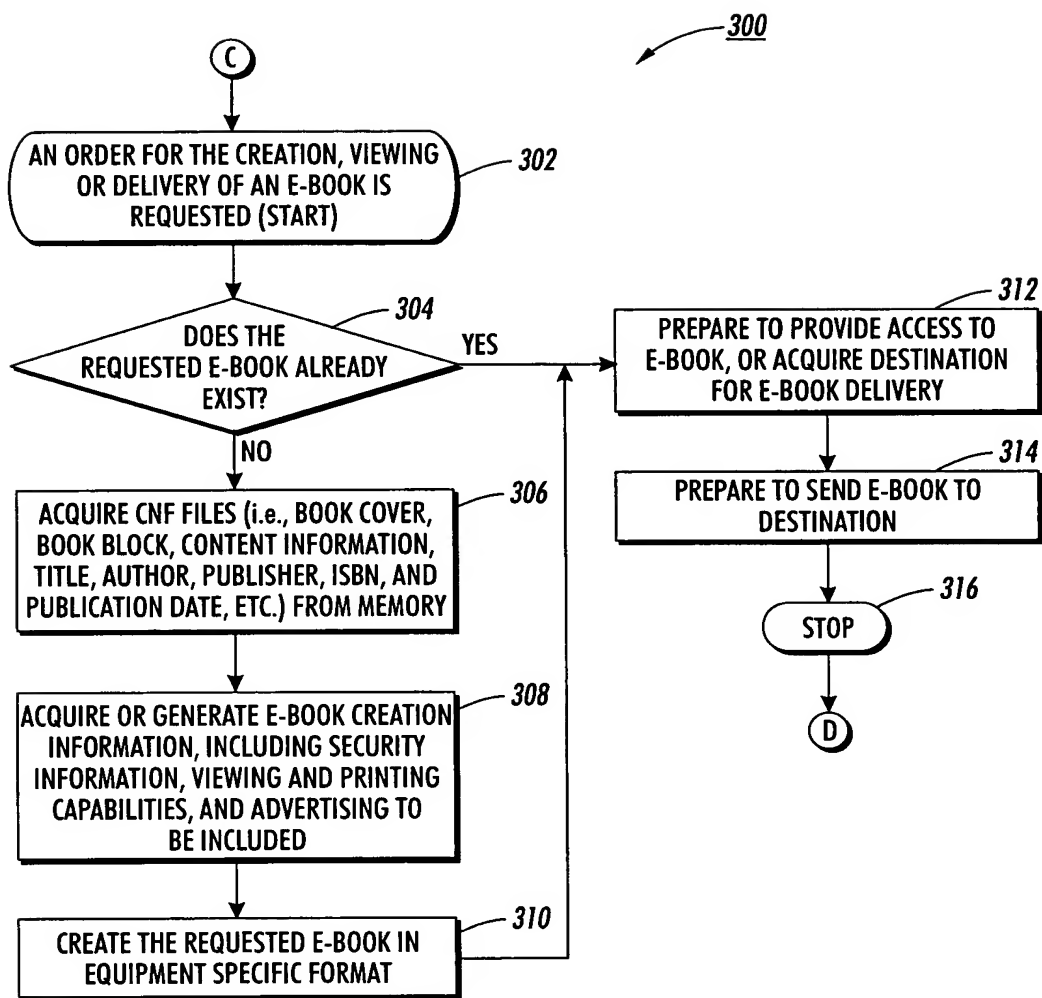 300
C
AN ORDER FOR THE CREATION, VIEWING
OR DELIVERY OF AN E-BOOK IS
REQUESTED (START)
302
DOES THE
REQUESTED E-BOOK ALREADY
EXIST?
304
YES
NO
ACQUIRE CNF FILES (i.e., BOOK COVER,
BOOK BLOCK, CONTENT INFORMATION,
TITLE, AUTHOR, PUBLISHER, ISBN, AND
PUBLICATION DATE, ETC.) FROM MEMORY
306
ACQUIRE OR GENERATE E-BOOK CREATION
INFORMATION, INCLUDING SECURITY
INFORMATION, VIEWING AND PRINTING
CAPABILITIES, AND ADVERTISING TO
BE INCLUDED
308
CREATE THE REQUESTED E-BOOK IN
EQUIPMENT SPECIFIC FORMAT
310
312
PREPARE TO PROVIDE ACCESS TO
E-BOOK, OR ACQUIRE DESTINATION
FOR E-BOOK DELIVERY
314
PREPARE TO SEND E-BOOK TO
DESTINATION
316
STOP
D